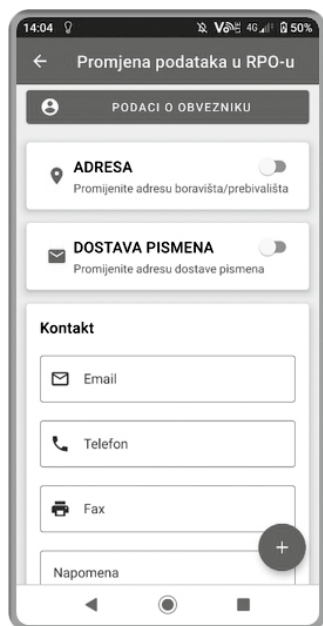 14:04 4G 50%
Promjena podataka u RPO-u
PODACI O OBVEZNIKU
ADRESA
Promijenite adresu boravišta/prebivališta
DOSTAVA PISMENA
Promijenite adresu dostave pismena
Kontakt
Email
Telefon
Fax
Napomena